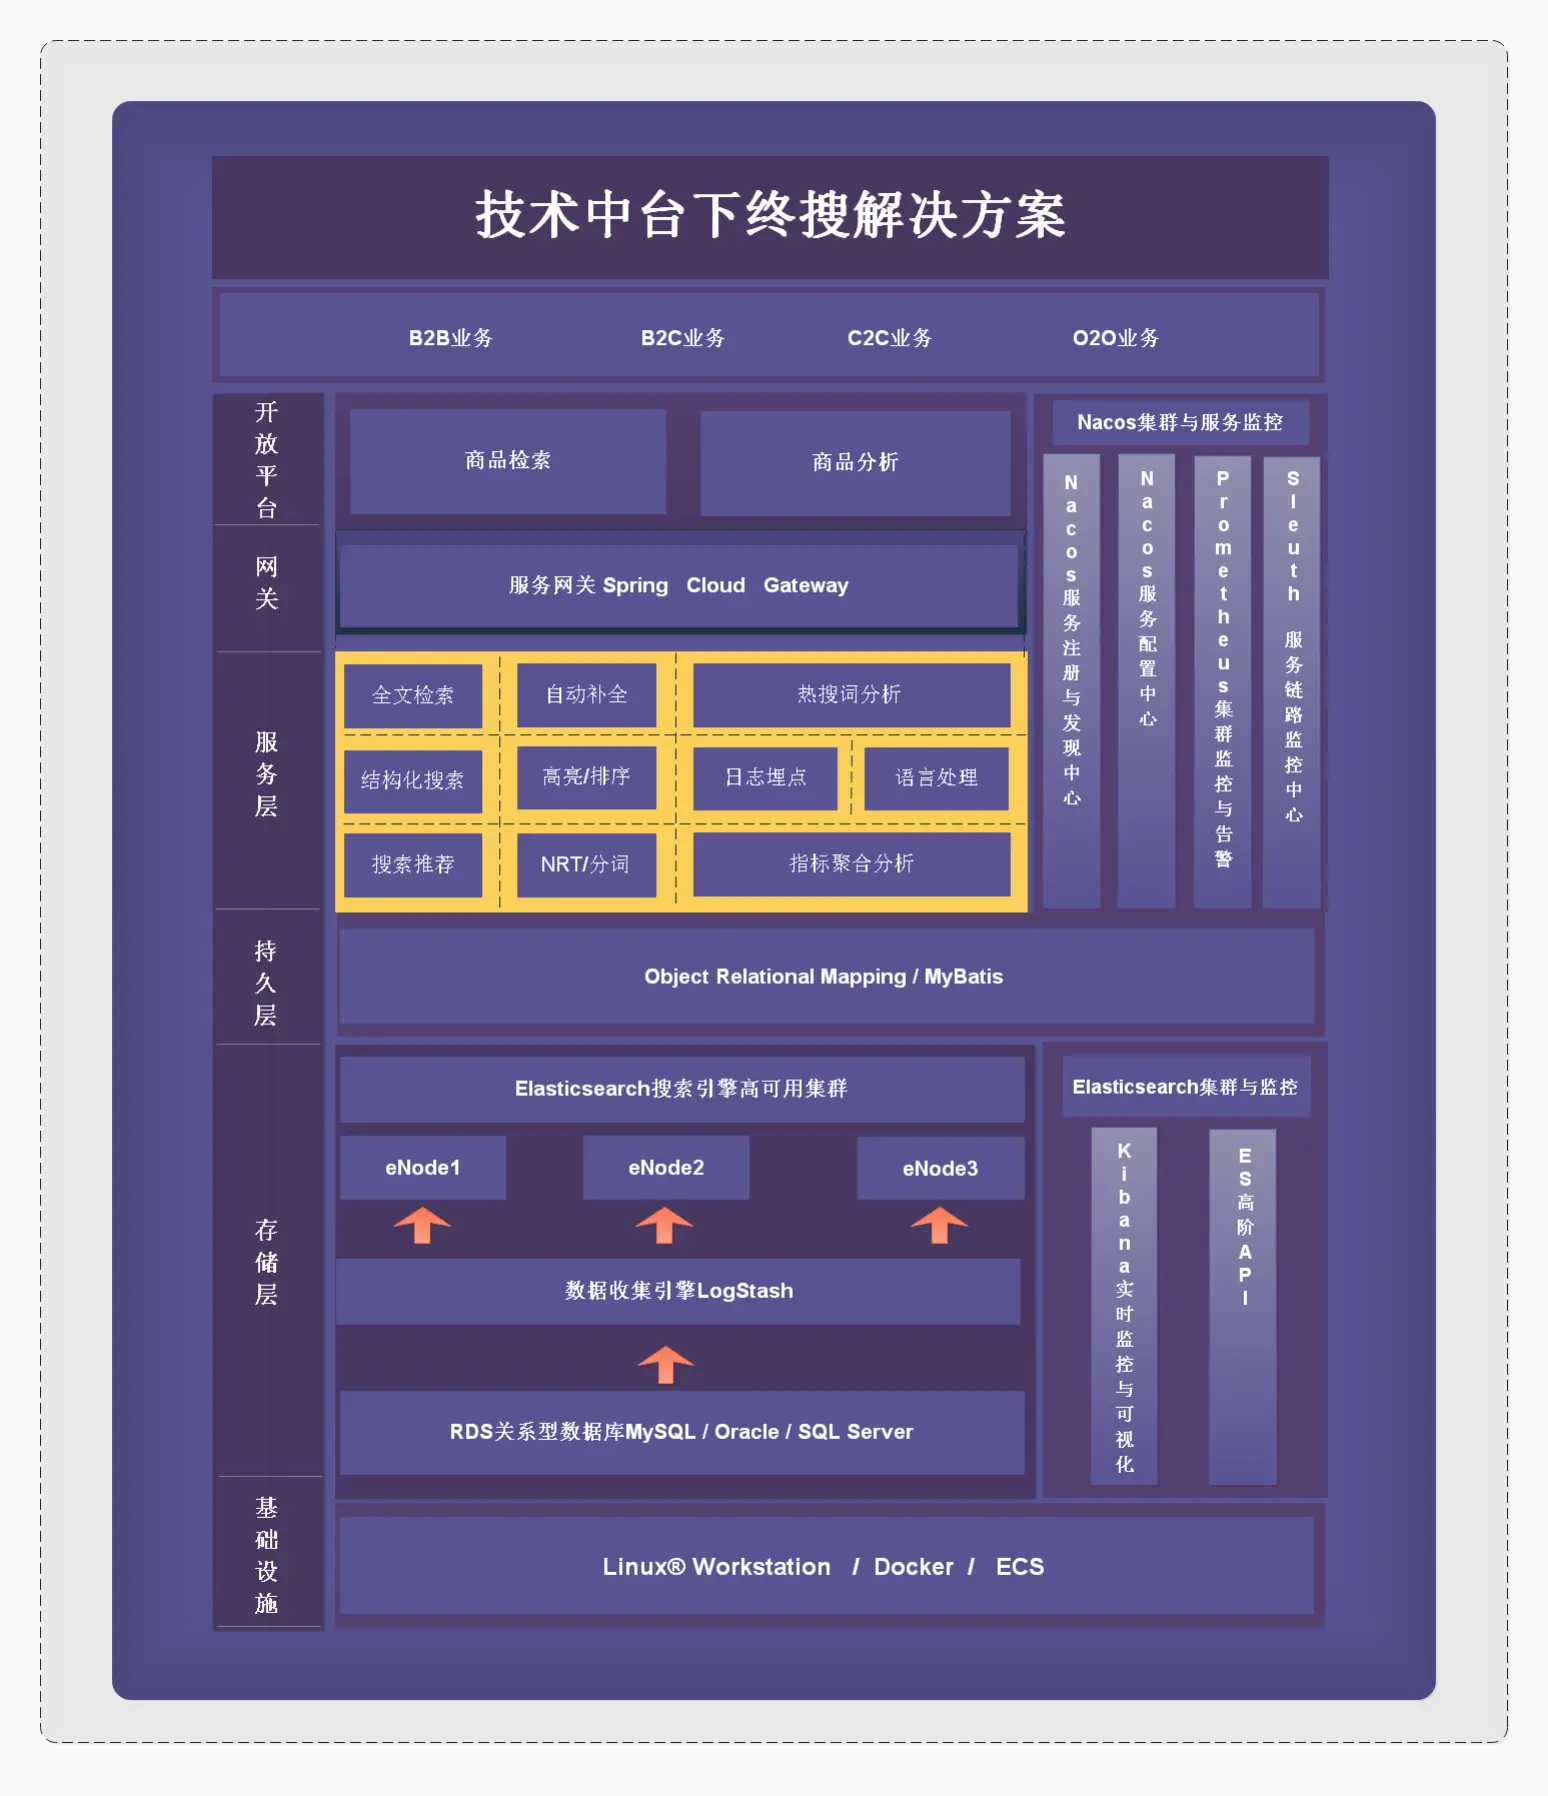 技术中台下终搜解决方案
B2B业务 B2C业务 C2C业务 O2O业务
开放平台
商品检索 商品分析
网关
服务网关 Spring Cloud Gateway
服务层
全文检索 自动补全 热搜词分析
结构化搜索 高亮/排序 日志埋点 语言处理
搜索推荐 NRT/分词 指标聚合分析
Nacos集群与服务监控
Nacos服务注册与发现中心
Nacos服务配置中心
Prometheus集群监控与告警
Sleuth 服务链路监控中心
持久层
Object Relational Mapping / MyBatis
存储层
Elasticsearch搜索引擎高可用集群
eNode1 eNode2 eNode3
数据收集引擎LogStash
RDS关系型数据库MySQL / Oracle / SQL Server
Elasticsearch集群与监控
Kibana实时监控与可视化
ES高阶API
基础设施
Linux® Workstation / Docker / ECS